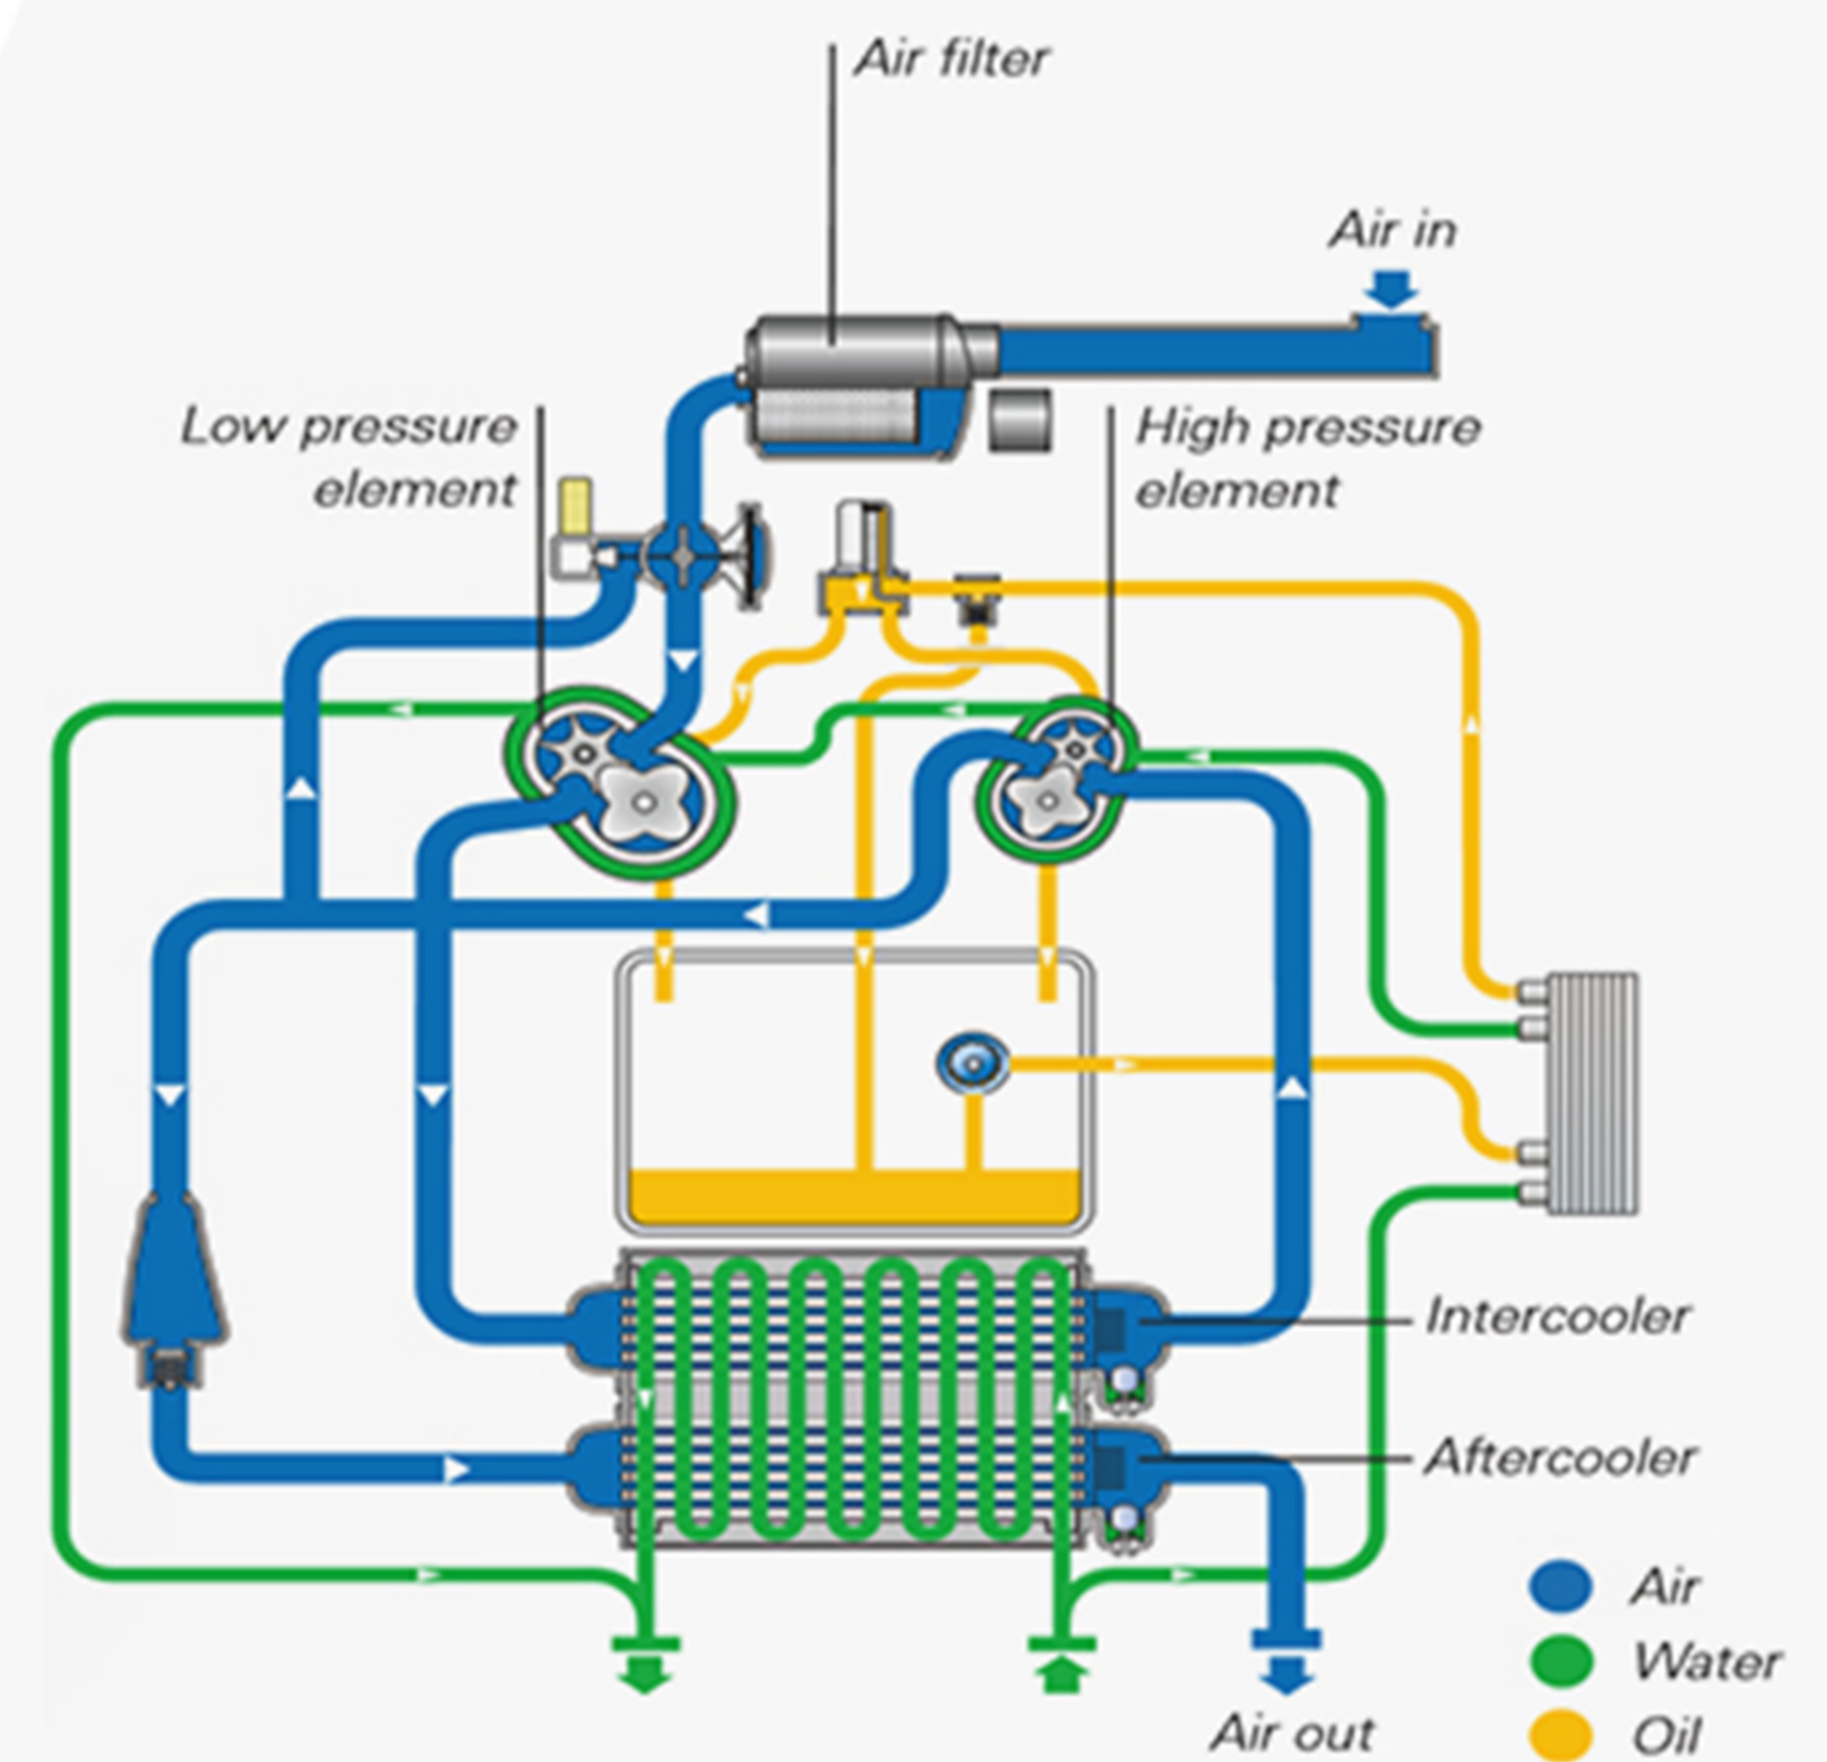 Air filter
Air in
Low pressure
element
High pressure
element
Intercooler
Aftercooler
Air
Water
Oil
Air out